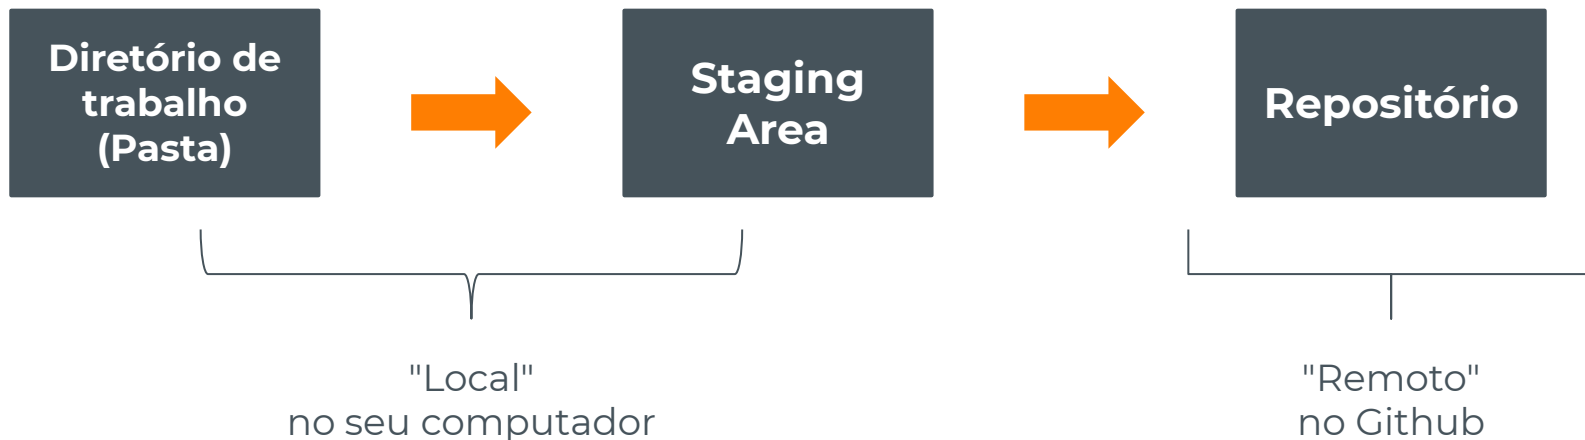 Diretório de
trabalho
(Pasta)
Staging
Area
Repositório
"Local"
no seu computador
"Remoto"
no Github